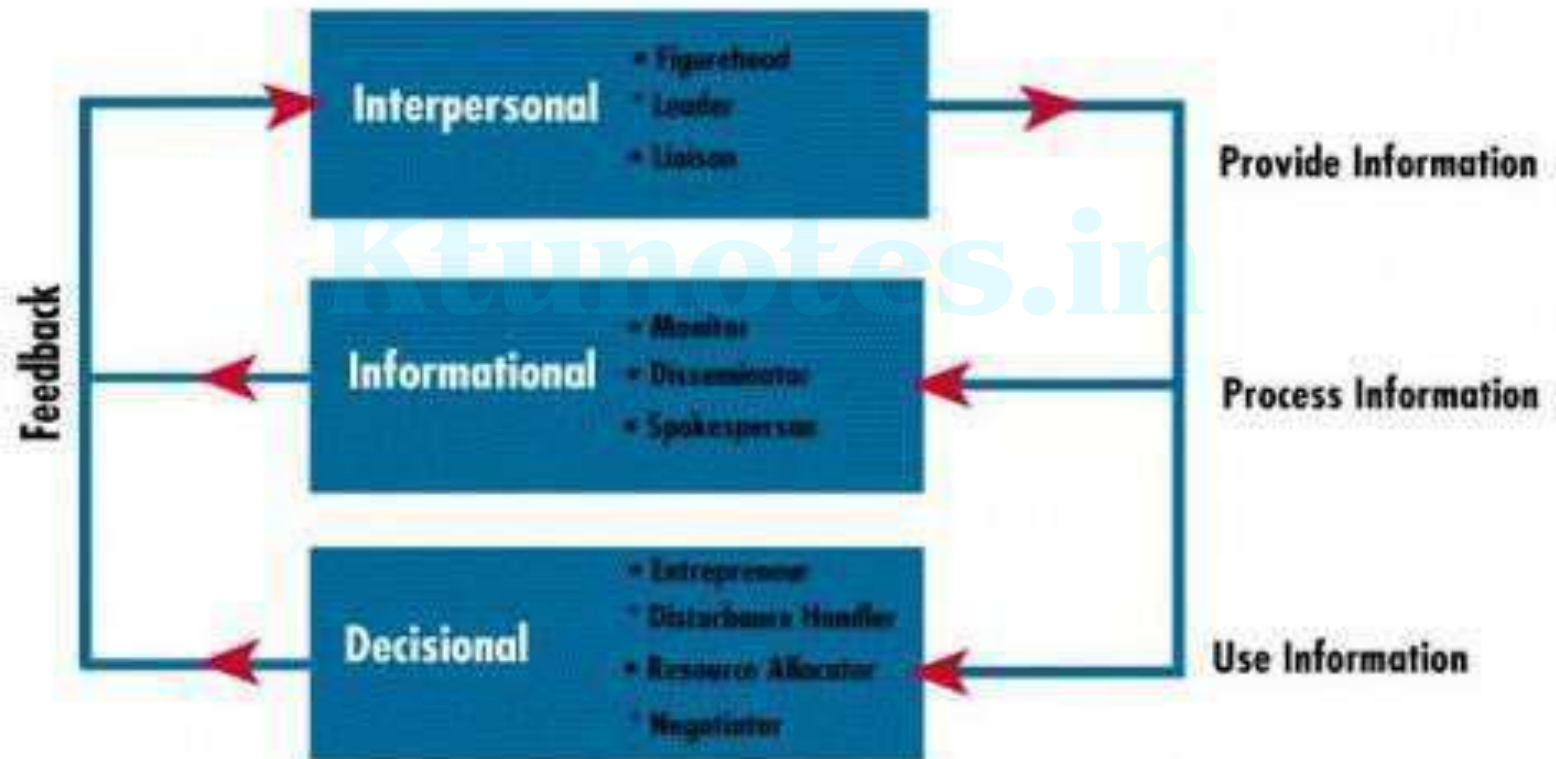 Interpersonal
• Figurehead
• Leader
• Liaison
Provide Information
Ktunotes.in
Feedback
Informational
• Monitor
• Disseminator
• Spokesperson
Process Information
Decisional
• Entrepreneur
• Disturbance Handler
• Resource Allocator
• Negotiator
Use Information